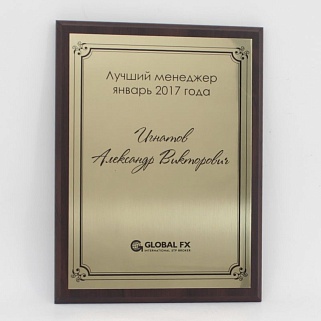 Лучший менеджер
январь 2017 года
Игнатов
Александр Викторович
GLOBAL FX
INTERNATIONAL STP BROKER